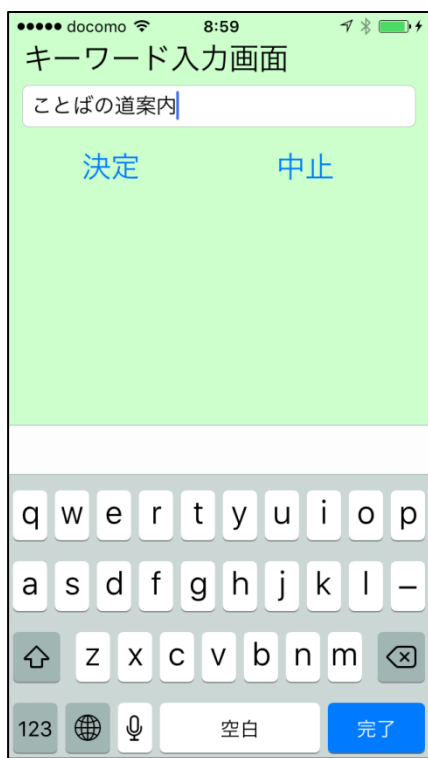 docomo 8:59
キーワード入力画面
ことばの道案内
決定 中止
q w e r t y u i o p
a s d f g h j k l ー
z x c v b n m
123 空白 完了